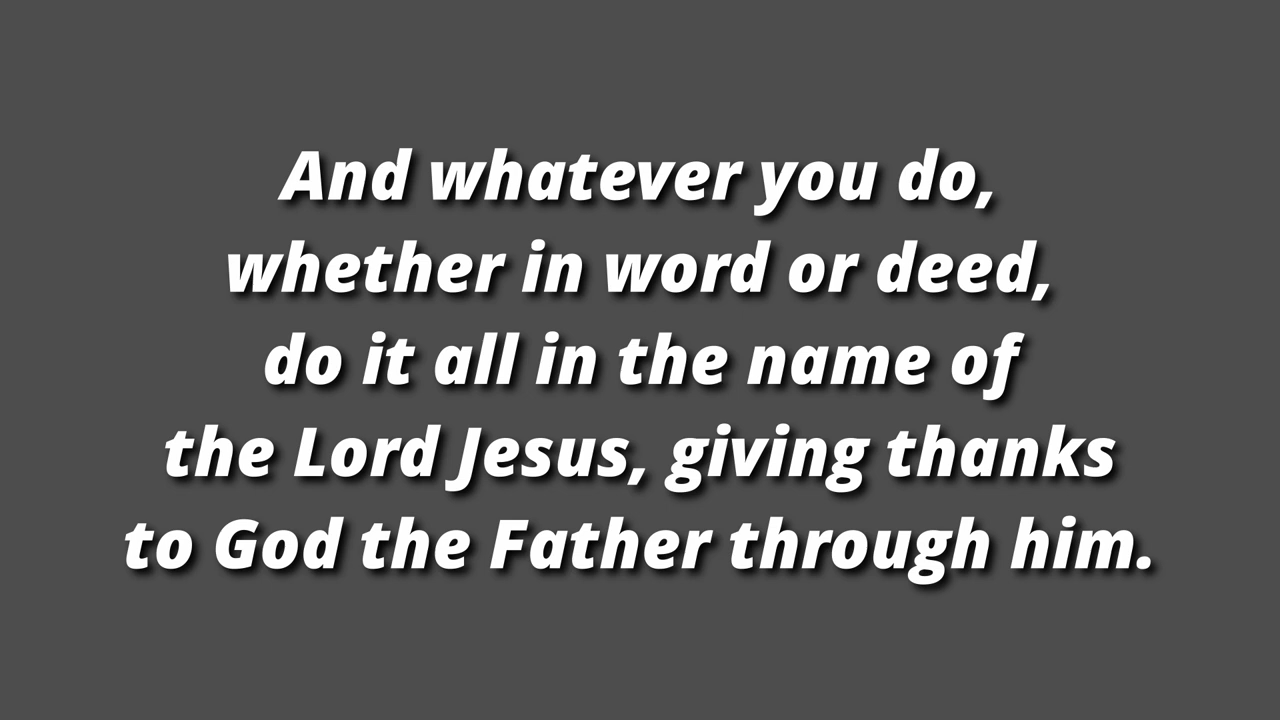 And whatever you do,
whether in word or deed,
do it all in the name of
the Lord Jesus, giving thanks
to God the Father through him.